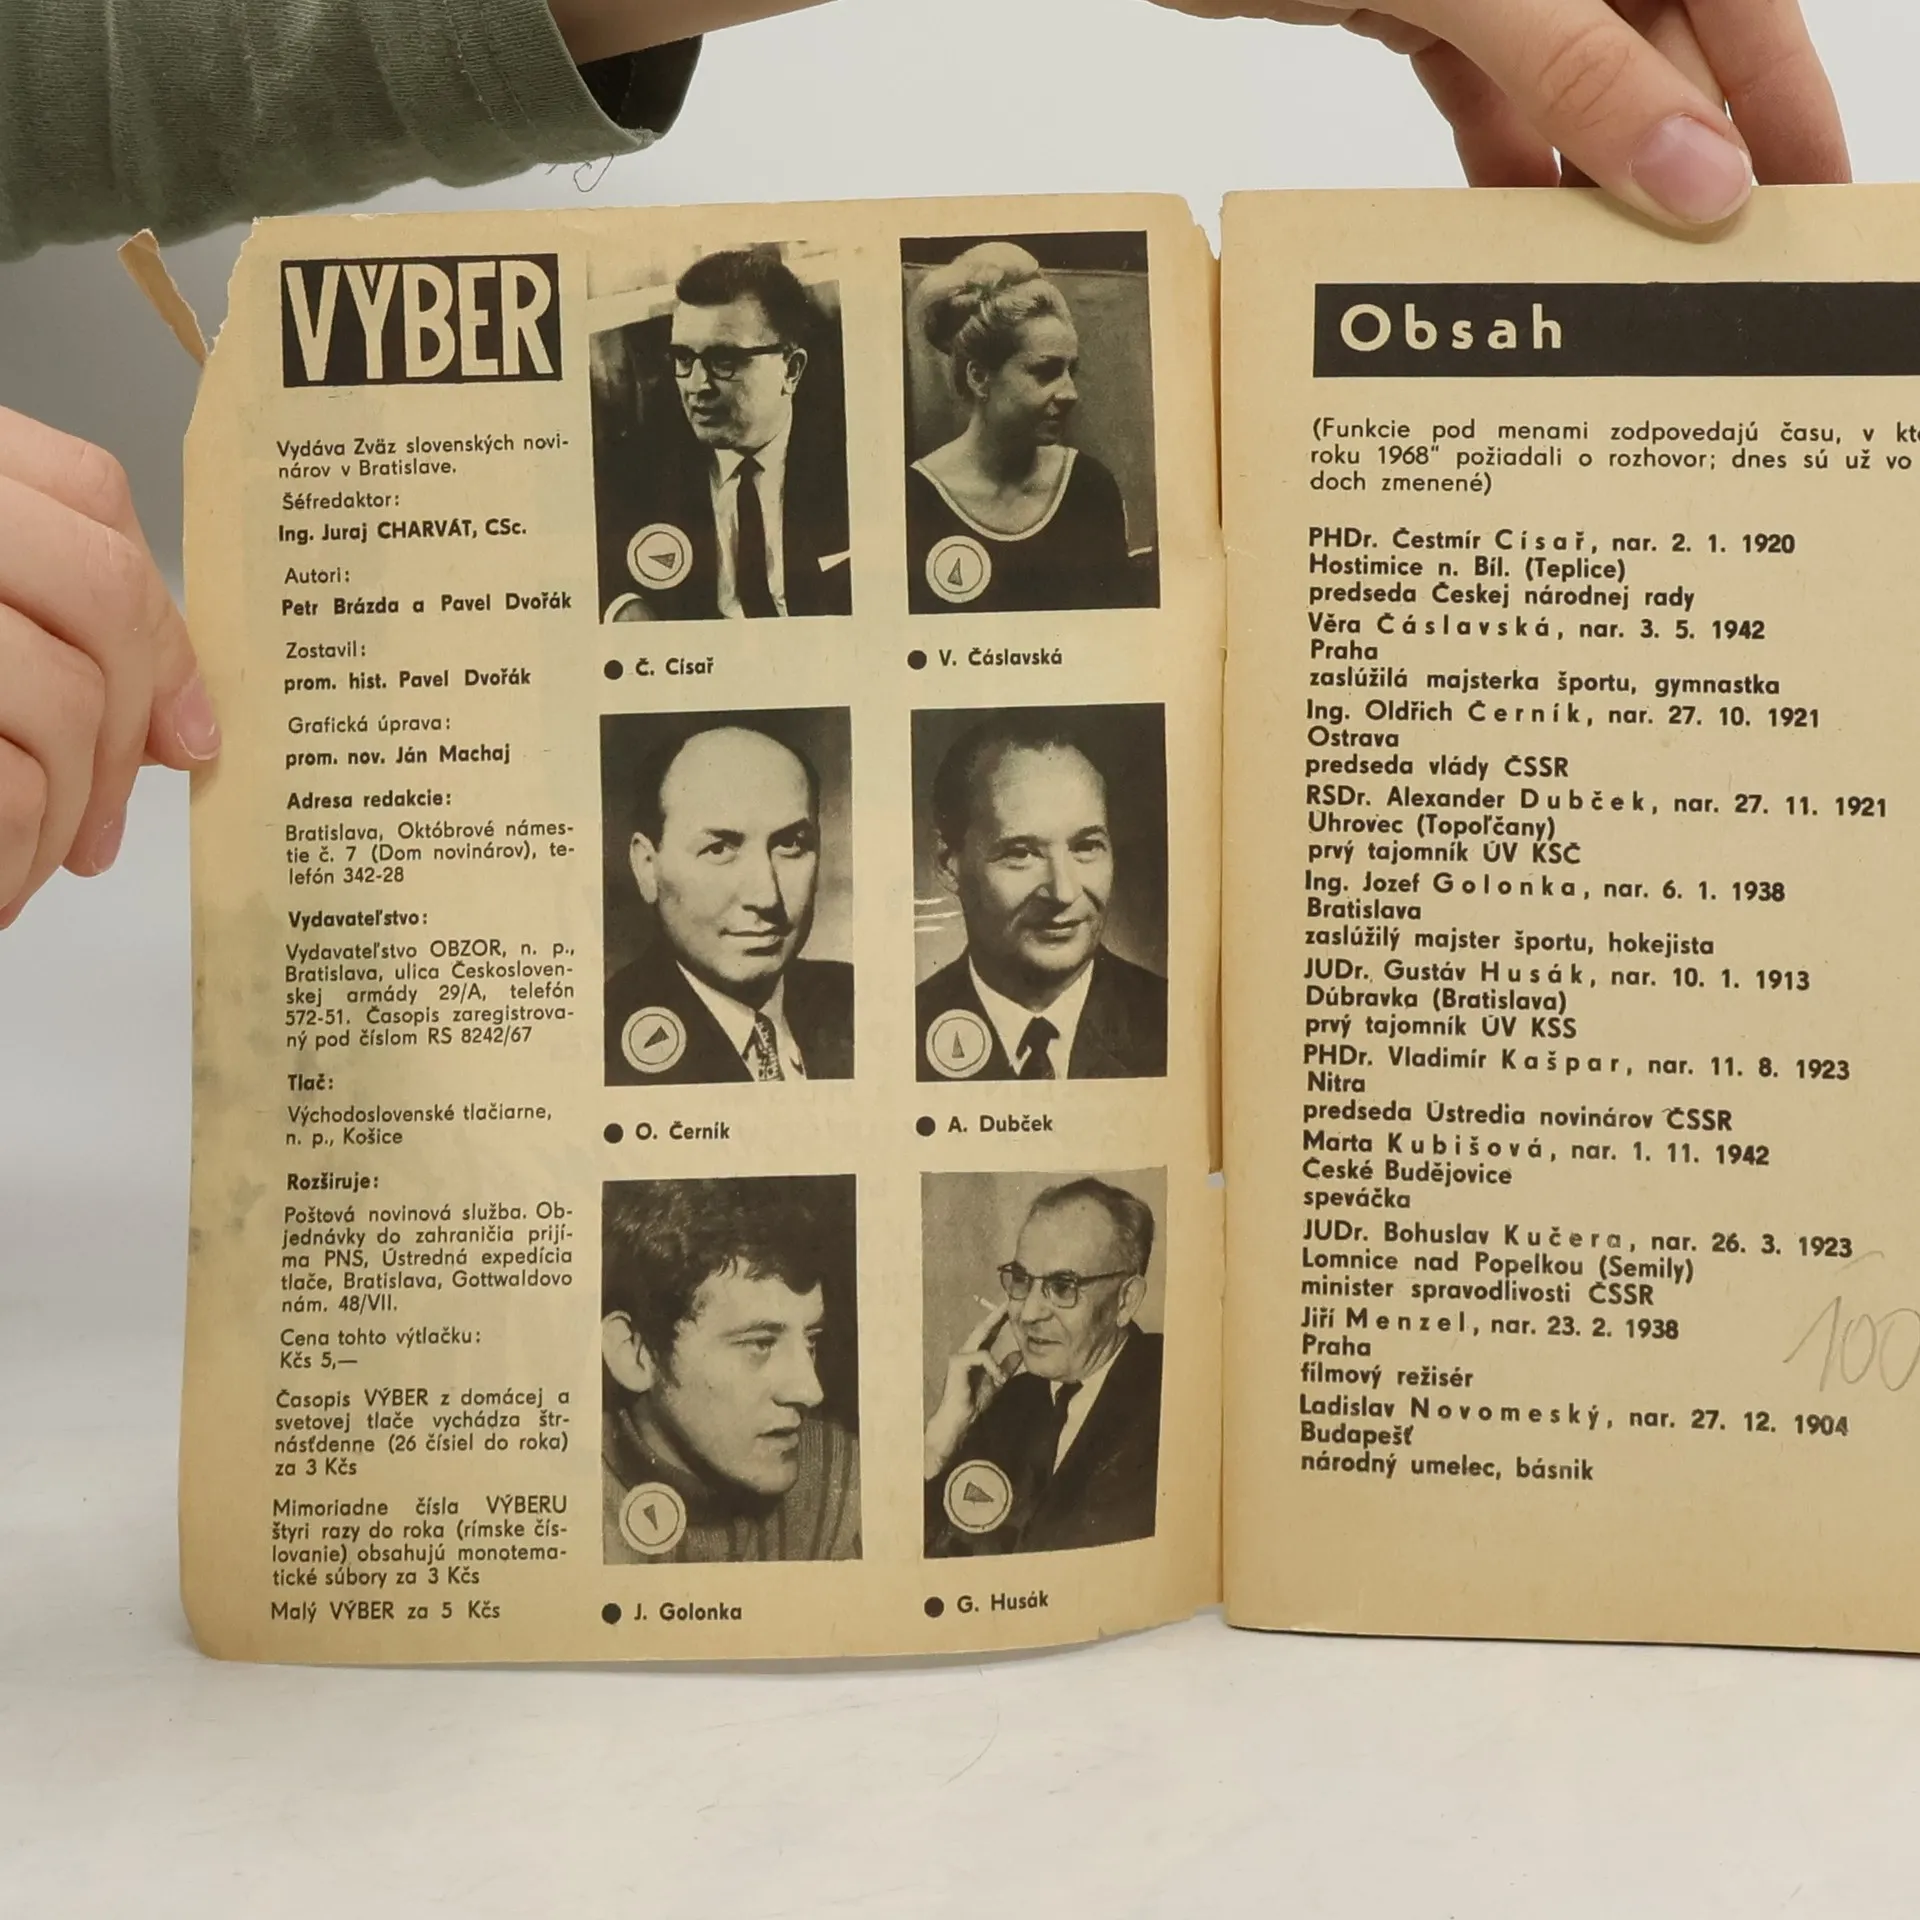 VÝBER
Vydáva Zväz slovenských novi-
nárov v Bratislave.
Šéfredaktor:
Ing. Juraj CHARVÁT, CSc.
Autori:
Petr Brázda a Pavel Dvořák
Zostavil:
prom. hist. Pavel Dvořák
Grafická úprava:
prom. nov. Ján Machaj
Adresa redakcie:
Bratislava, Októbrové námes-
tie č. 7 (Dom novinárov), te-
lefón 342-28
Vydavateľstvo:
Vydavateľstvo OBZOR, n. p.,
Bratislava, ulica Českosloven-
skej armády 29/A, telefón
572-51. Časopis zaregistrova-
ný pod číslom RS 8242/67
Tlač:
Východoslovenské tlačiarne,
n. p., Košice
Rozširuje:
Poštová novinová služba. Ob-
jednávky do zahraničia prijí-
ma PNS, Ústredná expedícia
tlače, Bratislava, Gottwaldovo
nám. 48/VII.
Cena tohto výtlačku:
Kčs 5,—
Časopis VÝBER z domácej a
svetovej tlače vychádza štr-
násťdenne (26 čísiel do roka)
za 3 Kčs
Mimoriadne čísla VÝBERU
štyri razy do roka (rímske čís-
lovanie) obsahujú monotema-
tické súbory za 3 Kčs
Malý VÝBER za 5 Kčs
● Č. Císař
● V. Čáslavská
● O. Černík
● A. Dubček
● J. Golonka
● G. Husák
Obsah
(Funkcie pod menami zodpovedajú času, v
roku 1968" požiadali o rozhovor; dnes sú už vo
doch zmenené)
PHDr. Čestmír Císař, nar. 2. 1. 1920
Hostimice n. Bíl. (Teplice)
predseda Českej národnej rady
Věra Čáslavská, nar. 3. 5. 1942
Praha
zaslúžilá majsterka športu, gymnastka
Ing. Oldřich Černík, nar. 27. 10. 1921
Ostrava
predseda vlády ČSSR
RSDr. Alexander Dubček, nar. 27. 11. 1921
Uhrovec (Topoľčany)
prvý tajomník ÚV KSČ
Ing. Jozef Golonka, nar. 6. 1. 1938
Bratislava
zaslúžilý majster športu, hokejista
JUDr. Gustáv Husák, nar. 10. 1. 1913
Dúbravka (Bratislava)
prvý tajomník ÚV KSS
PHDr. Vladimír Kašpar, nar. 11. 8. 1923
Nitra
predseda Ústredia novinárov ČSSR
Marta Kubišová, nar. 1. 11. 1942
České Budějovice
speváčka
JUDr. Bohuslav Kučera, nar. 26. 3. 1923
Lomnice nad Popelkou (Semily)
minister spravodlivosti ČSSR
Jiří Menzel, nar. 23. 2. 1938
Praha
filmový režisér
Ladislav Novomeský, nar. 27. 12. 1904
Budapešť
národný umelec, básnik
100